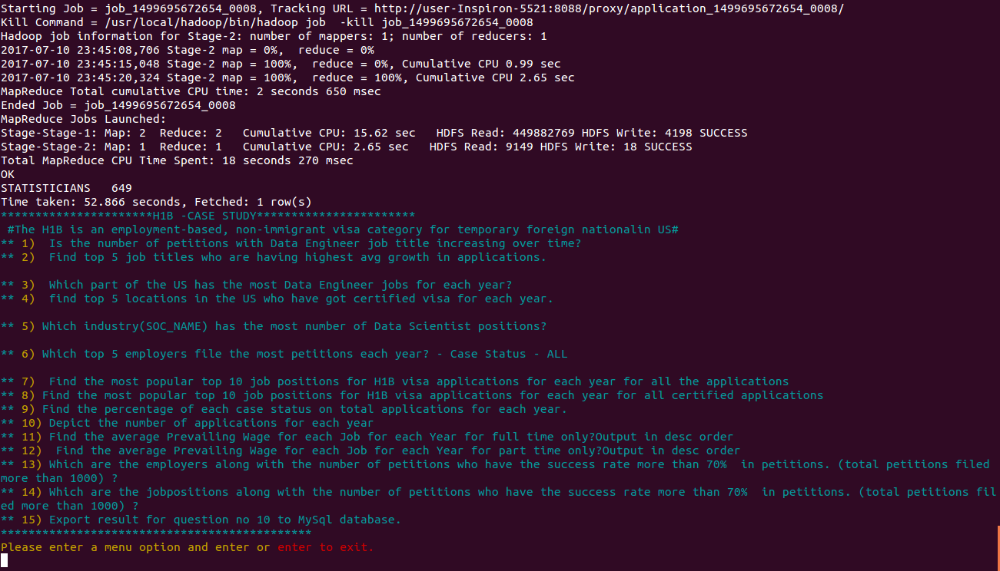 Starting Job = job_1499695672654_0008, Tracking URL = http://user-Inspiron-5521:8088/proxy/application_1499695672654_0008/
Kill Command = /usr/local/hadoop/bin/hadoop job  -kill job_1499695672654_0008
Hadoop job information for Stage-2: number of mappers: 1; number of reducers: 1
2017-07-10 23:45:08,706 Stage-2 map = 0%,  reduce = 0%
2017-07-10 23:45:15,048 Stage-2 map = 100%,  reduce = 0%, Cumulative CPU 0.99 sec
2017-07-10 23:45:20,324 Stage-2 map = 100%,  reduce = 100%, Cumulative CPU 2.65 sec
MapReduce Total cumulative CPU time: 2 seconds 650 msec
Ended Job = job_1499695672654_0008
MapReduce Jobs Launched:
Stage-Stage-1: Map: 2  Reduce: 2   Cumulative CPU: 15.62 sec   HDFS Read: 449882769 HDFS Write: 4198 SUCCESS
Stage-Stage-2: Map: 1  Reduce: 1   Cumulative CPU: 2.65 sec   HDFS Read: 9149 HDFS Write: 18 SUCCESS
Total MapReduce CPU Time Spent: 18 seconds 270 msec
OK
STATISTICIANS   649
Time taken: 52.866 seconds, Fetched: 1 row(s)
**********************H1B -CASE STUDY***********************
 #The H1B is an employment-based, non-immigrant visa category for temporary foreign nationalin US#
** 1)  Is the number of petitions with Data Engineer job title increasing over time?
** 2)  Find top 5 job titles who are having highest avg growth in applications.
** 3)  Which part of the US has the most Data Engineer jobs for each year?
** 4)  find top 5 locations in the US who have got certified visa for each year.
** 5) Which industry(SOC_NAME) has the most number of Data Scientist positions?
** 6) Which top 5 employers file the most petitions each year? - Case Status - ALL
** 7)  Find the most popular top 10 job positions for H1B visa applications for each year for all the applications
** 8) Find the most popular top 10 job positions for H1B visa applications for each year for all certified applications
** 9) Find the percentage of each case status on total applications for each year.
** 10) Depict the number of applications for each year
** 11) Find the average Prevailing Wage for each Job for each Year for full time only?Output in desc order
** 12)  Find the average Prevailing Wage for each Job for each Year for part time only?Output in desc order
** 13) Which are the employers along with the number of petitions who have the success rate more than 70%  in petitions. (total petitions filed
more than 1000) ?
** 14) Which are the jobpositions along with the number of petitions who have the success rate more than 70%  in petitions. (total petitions fil
ed more than 1000) ?
** 15) Export result for question no 10 to MySql database.
*********************************************
Please enter a menu option and enter or enter to exit.